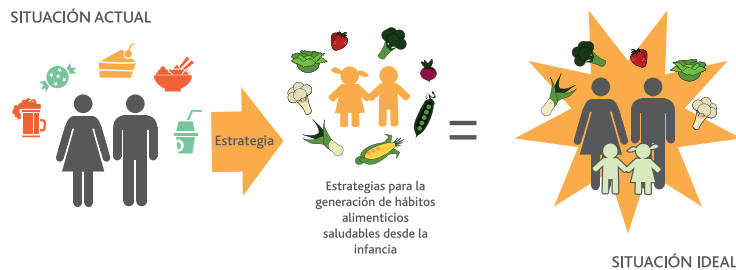 SITUACIÓN ACTUAL
Estrategia
Estrategias para la
generación de hábitos
alimenticios
saludables desde la
infancia
SITUACIÓN IDEAL